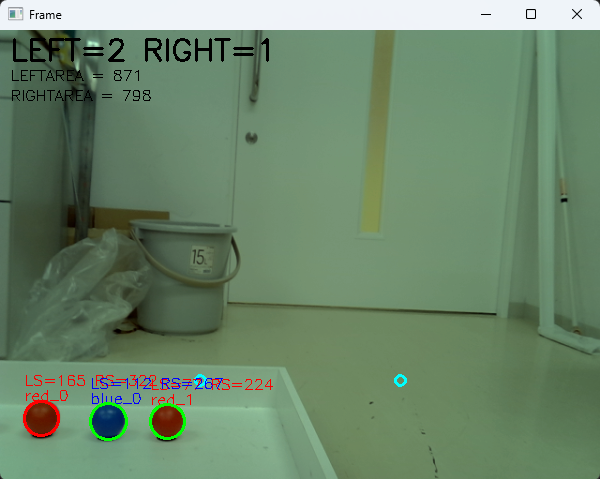 Frame
LEFT=2 RIGHT=1
LEFTAREA = 871
RIGHTAREA = 798
15
LS=165
RS=224
red_0
blue_0
red_1